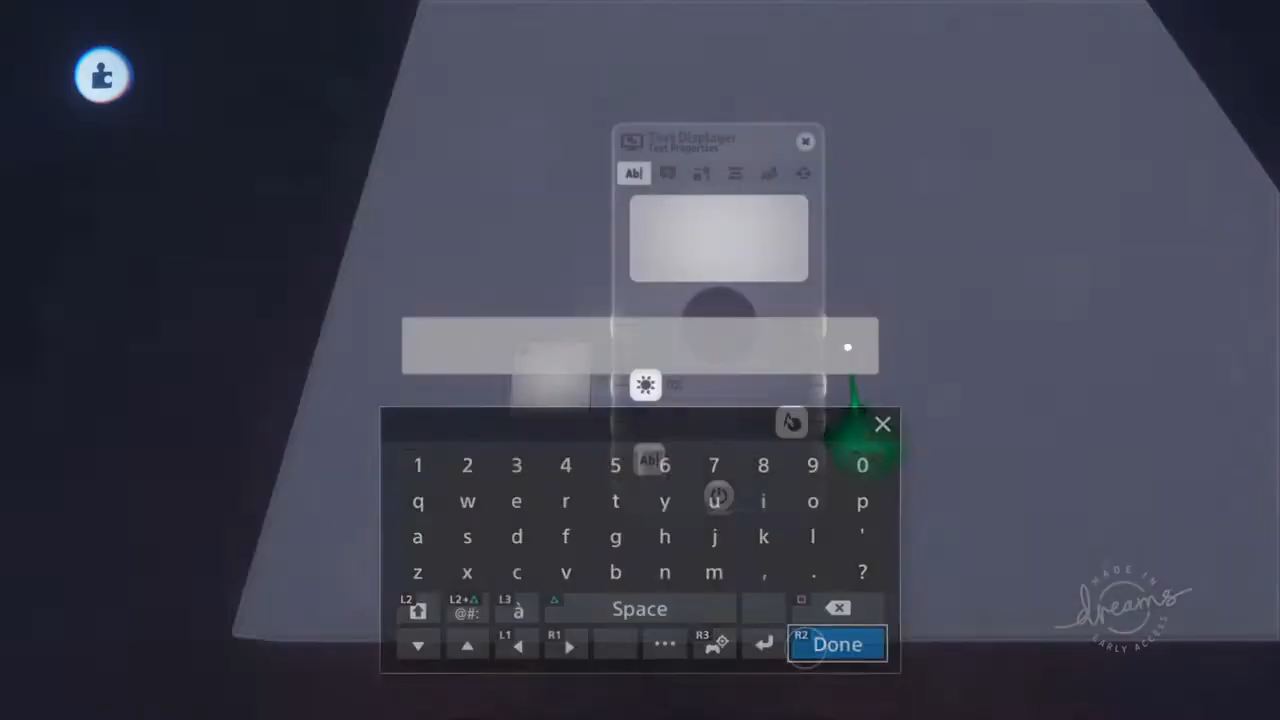 Text Displayer
Text Properties
Ab|
Ab|
1 2 3 4 5 6 7 8 9 0
q w e r t y u i o p
a s d f g h j k l '
z x c v b n m , . ?
L2 L2+△ @#: L3 à △ Space □
L1 R1 ... R3 R2 Done
MADE IN
dreams
EARLY ACCESS